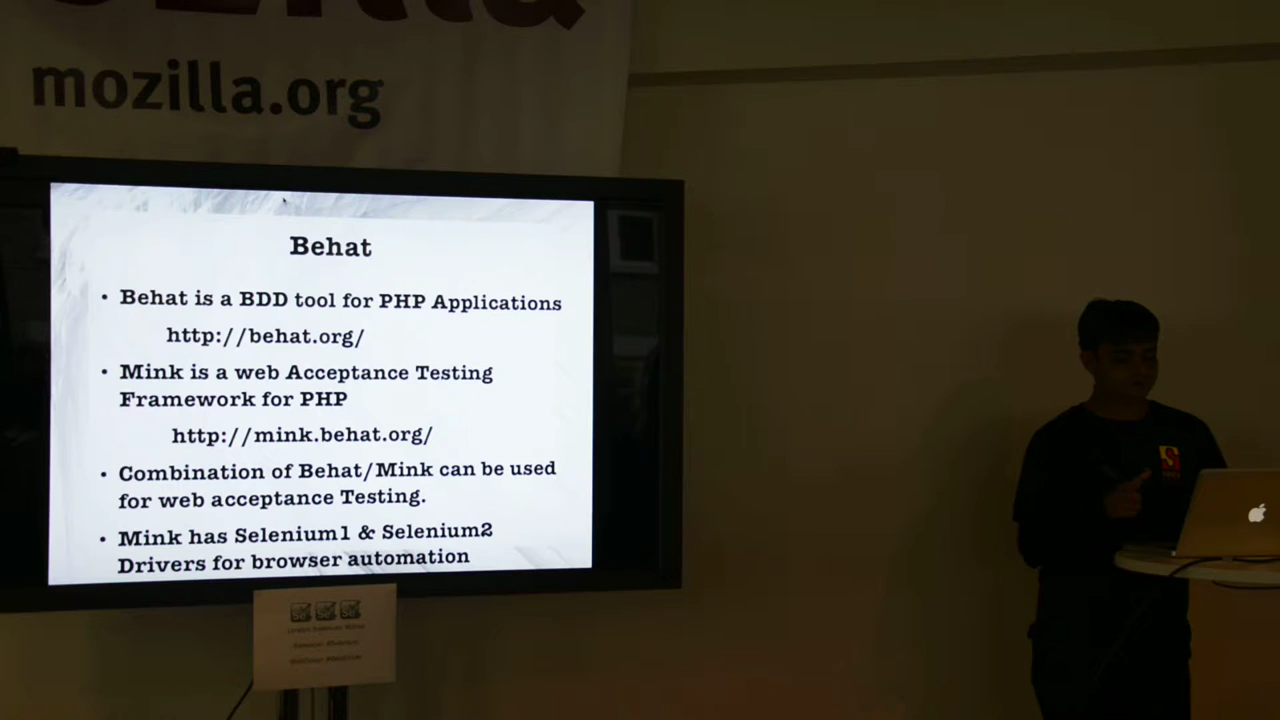 mozilla.org
Behat
• Behat is a BDD tool for PHP Applications
http://behat.org/
• Mink is a web Acceptance Testing
Framework for PHP
http://mink.behat.org/
• Combination of Behat/Mink can be used
for web acceptance Testing.
• Mink has Selenium1 & Selenium2
Drivers for browser automation